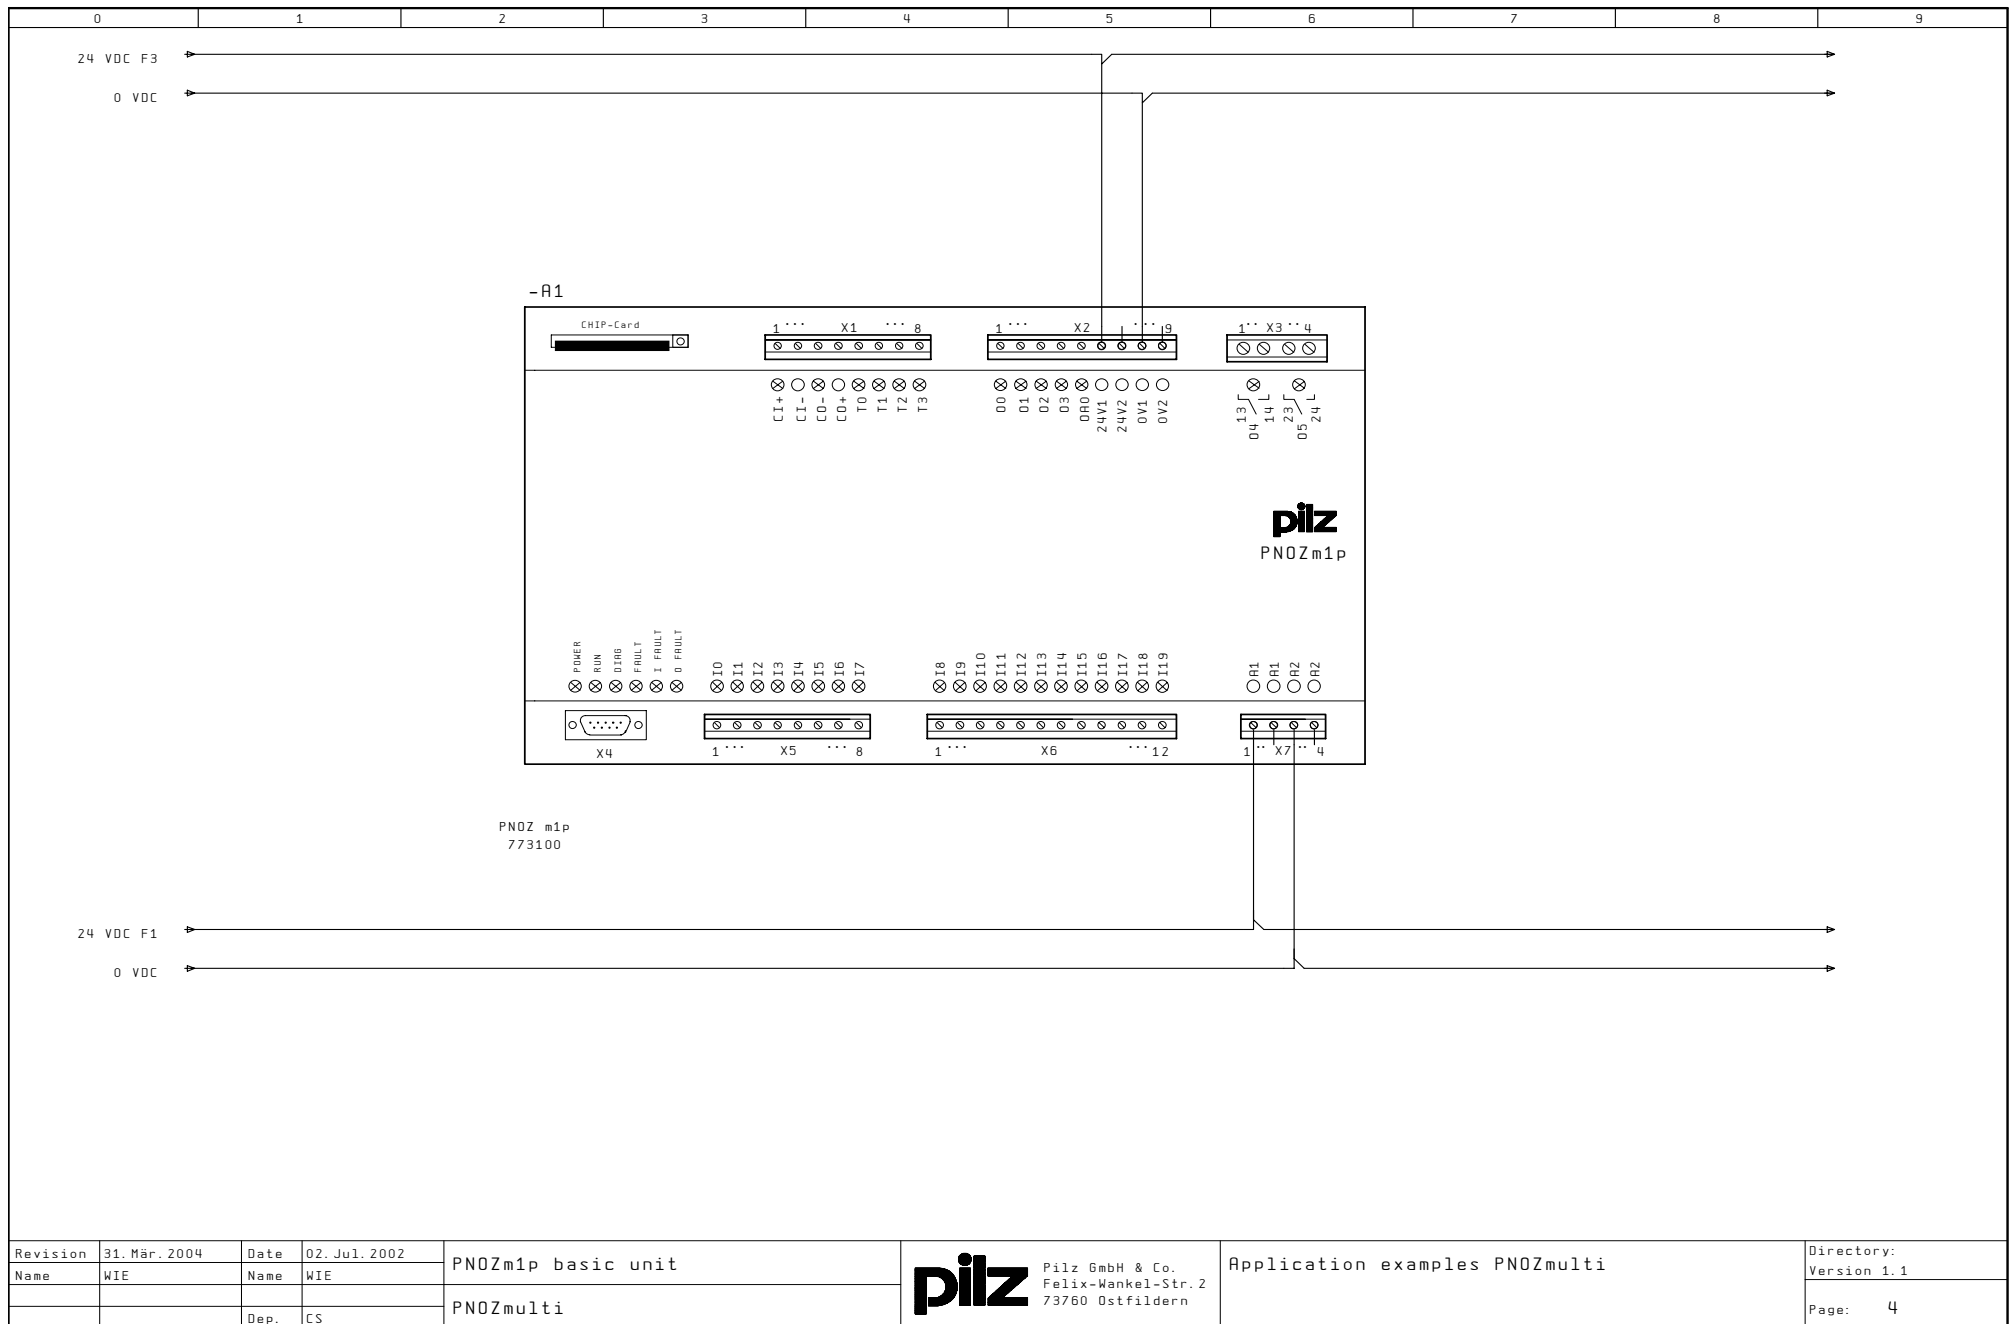 0 1 2 3 4 5 6 7 8 9
24 VDC F3
0 VDC
-A1
CHIP-Card
1 ··· X1 ··· 8
1 ··· X2 ··· 9
1 ·· X3 ·· 4
CI+ CI- CO- CO+ T0 T1 T2 T3
O0 O1 O2 O3 OA0 24V1 24V2 0V1 0V2
13 14 O4 23 24 O5
pilz
PNOZm1p
POWER RUN DIAG FAULT I FAULT O FAULT
I0 I1 I2 I3 I4 I5 I6 I7
I8 I9 I10 I11 I12 I13 I14 I15 I16 I17 I18 I19
A1 A1 A2 A2
X4
1 ··· X5 ··· 8
1 ··· X6 ··· 12
1 ·· X7 ·· 4
PNOZ m1p
773100
24 VDC F1
0 VDC
Revision 31.Mär.2004 Date 02.Jul.2002
Name WIE Name WIE
Dep. CS
PNOZm1p basic unit
PNOZmulti
pilz
Pilz GmbH & Co.
Felix-Wankel-Str.2
73760 Ostfildern
Application examples PNOZmulti
Directory:
Version 1.1
Page: 4